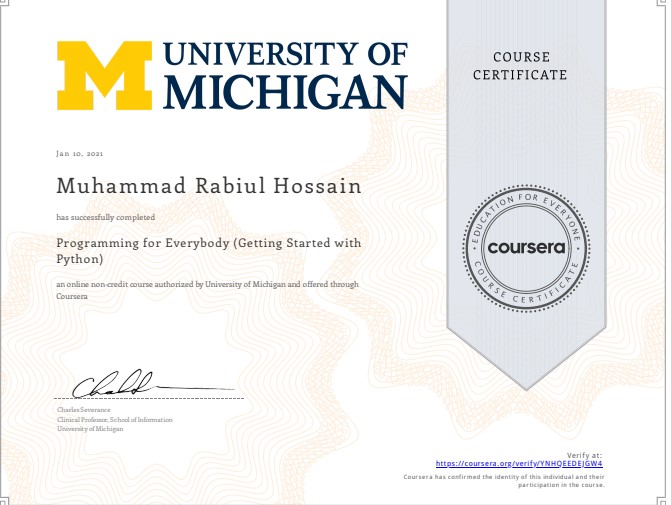 UNIVERSITY OF
MICHIGAN
COURSE
CERTIFICATE
Jan 10, 2021
Muhammad Rabiul Hossain
has successfully completed
Programming for Everybody (Getting Started with
Python)
an online non-credit course authorized by University of Michigan and offered through
Coursera
EDUCATION FOR EVERYONE
coursera
COURSE CERTIFICATE
Charles Severance
Clinical Professor, School of Information
University of Michigan
Verify at:
https://coursera.org/verify/YNHQEEDEJGW4
Coursera has confirmed the identity of this individual and their
participation in the course.